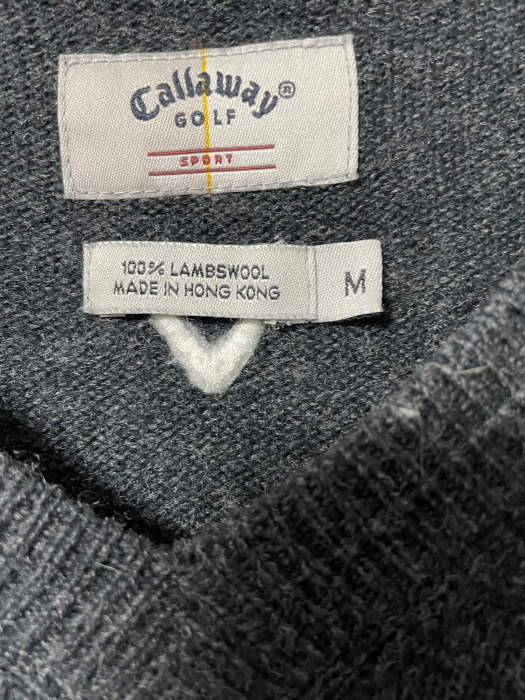 Callaway®
GOLF
SPORT
100% LAMBSWOOL
MADE IN HONG KONG
M